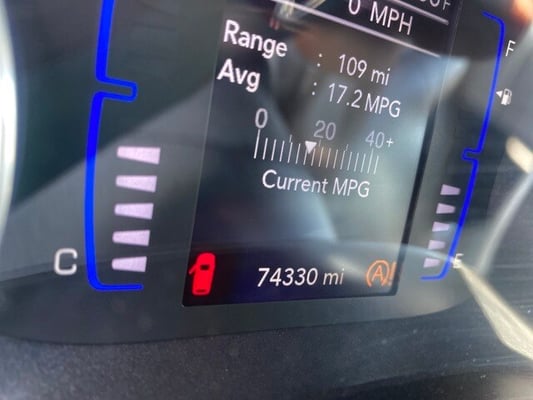 0 MPH
Range : 109 mi
Avg : 17.2 MPG
0 20 40+
Current MPG
74330 mi
C
F
E
A!